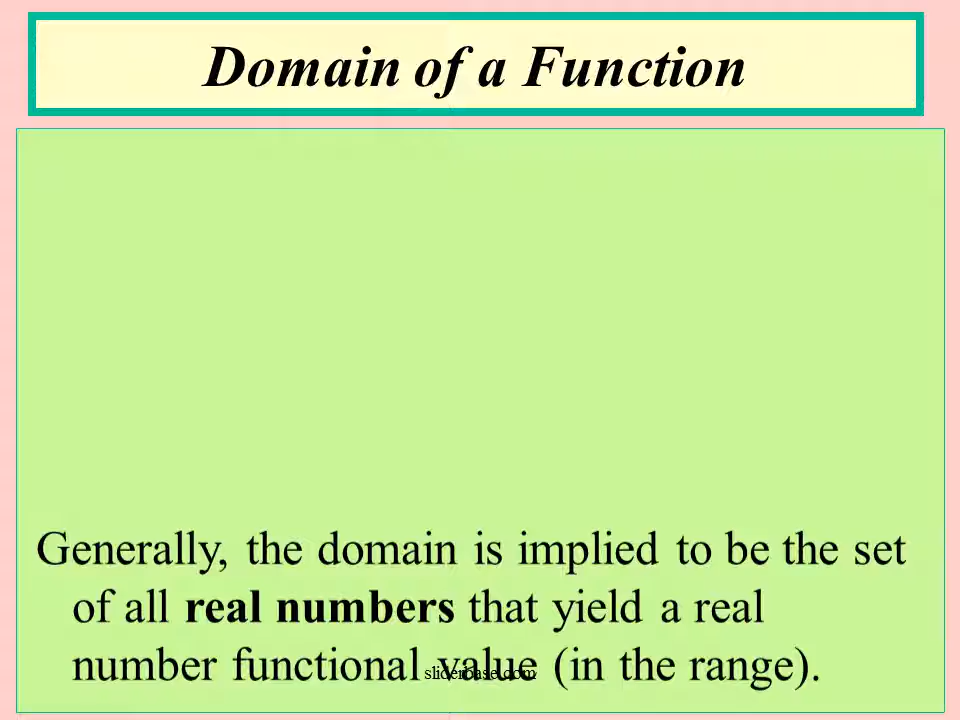 Domain of a Function
Generally, the domain is implied to be the set
of all real numbers that yield a real
number functional value (in the range).
sliderbase.com